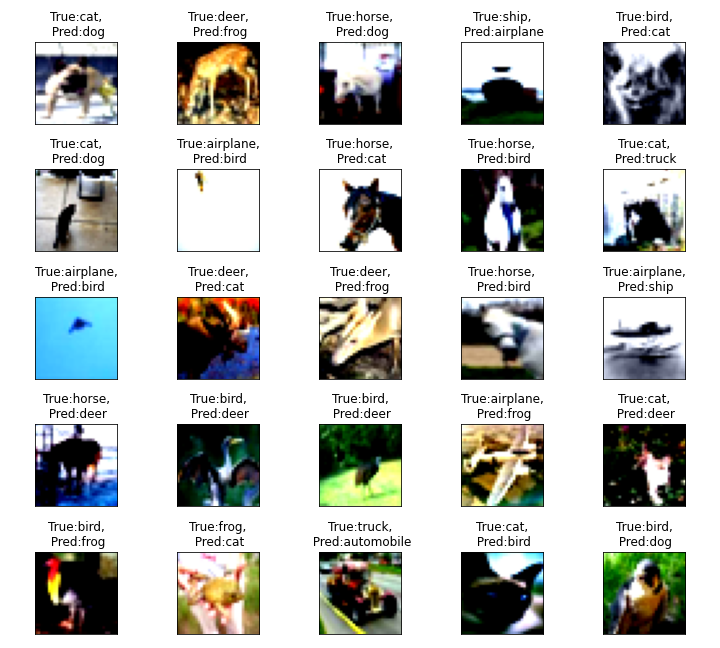 True:cat,
Pred:dog
True:deer,
Pred:frog
True:horse,
Pred:dog
True:ship,
Pred:airplane
True:bird,
Pred:cat
True:cat,
Pred:dog
True:airplane,
Pred:bird
True:horse,
Pred:cat
True:horse,
Pred:bird
True:cat,
Pred:truck
True:airplane,
Pred:bird
True:deer,
Pred:cat
True:deer,
Pred:frog
True:horse,
Pred:bird
True:airplane,
Pred:ship
True:horse,
Pred:deer
True:bird,
Pred:deer
True:bird,
Pred:deer
True:airplane,
Pred:frog
True:cat,
Pred:deer
True:bird,
Pred:frog
True:frog,
Pred:cat
True:truck,
Pred:automobile
True:cat,
Pred:bird
True:bird,
Pred:dog